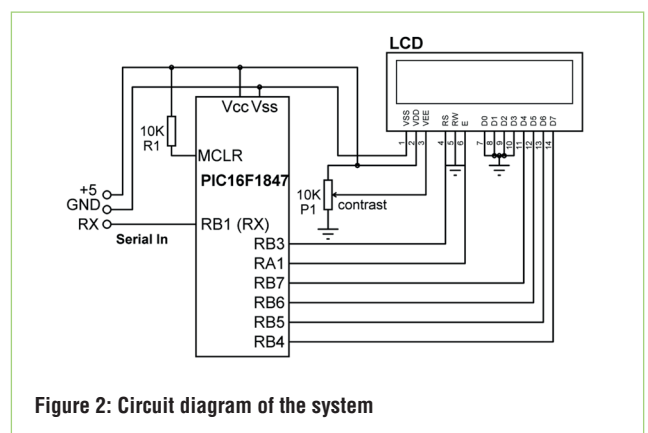 LCD
VSS
VDD
VEE
RS
RW
E
D0
D1
D2
D3
D4
D5
D6
D7
1
2
3
4
5
6
7
8
9
10
11
12
13
14
Vcc Vss
10K
R1
MCLR
PIC16F1847
+5
GND
RX
Serial In
RB1 (RX)
10K
P1
contrast
RB3
RA1
RB7
RB6
RB5
RB4
Figure 2: Circuit diagram of the system